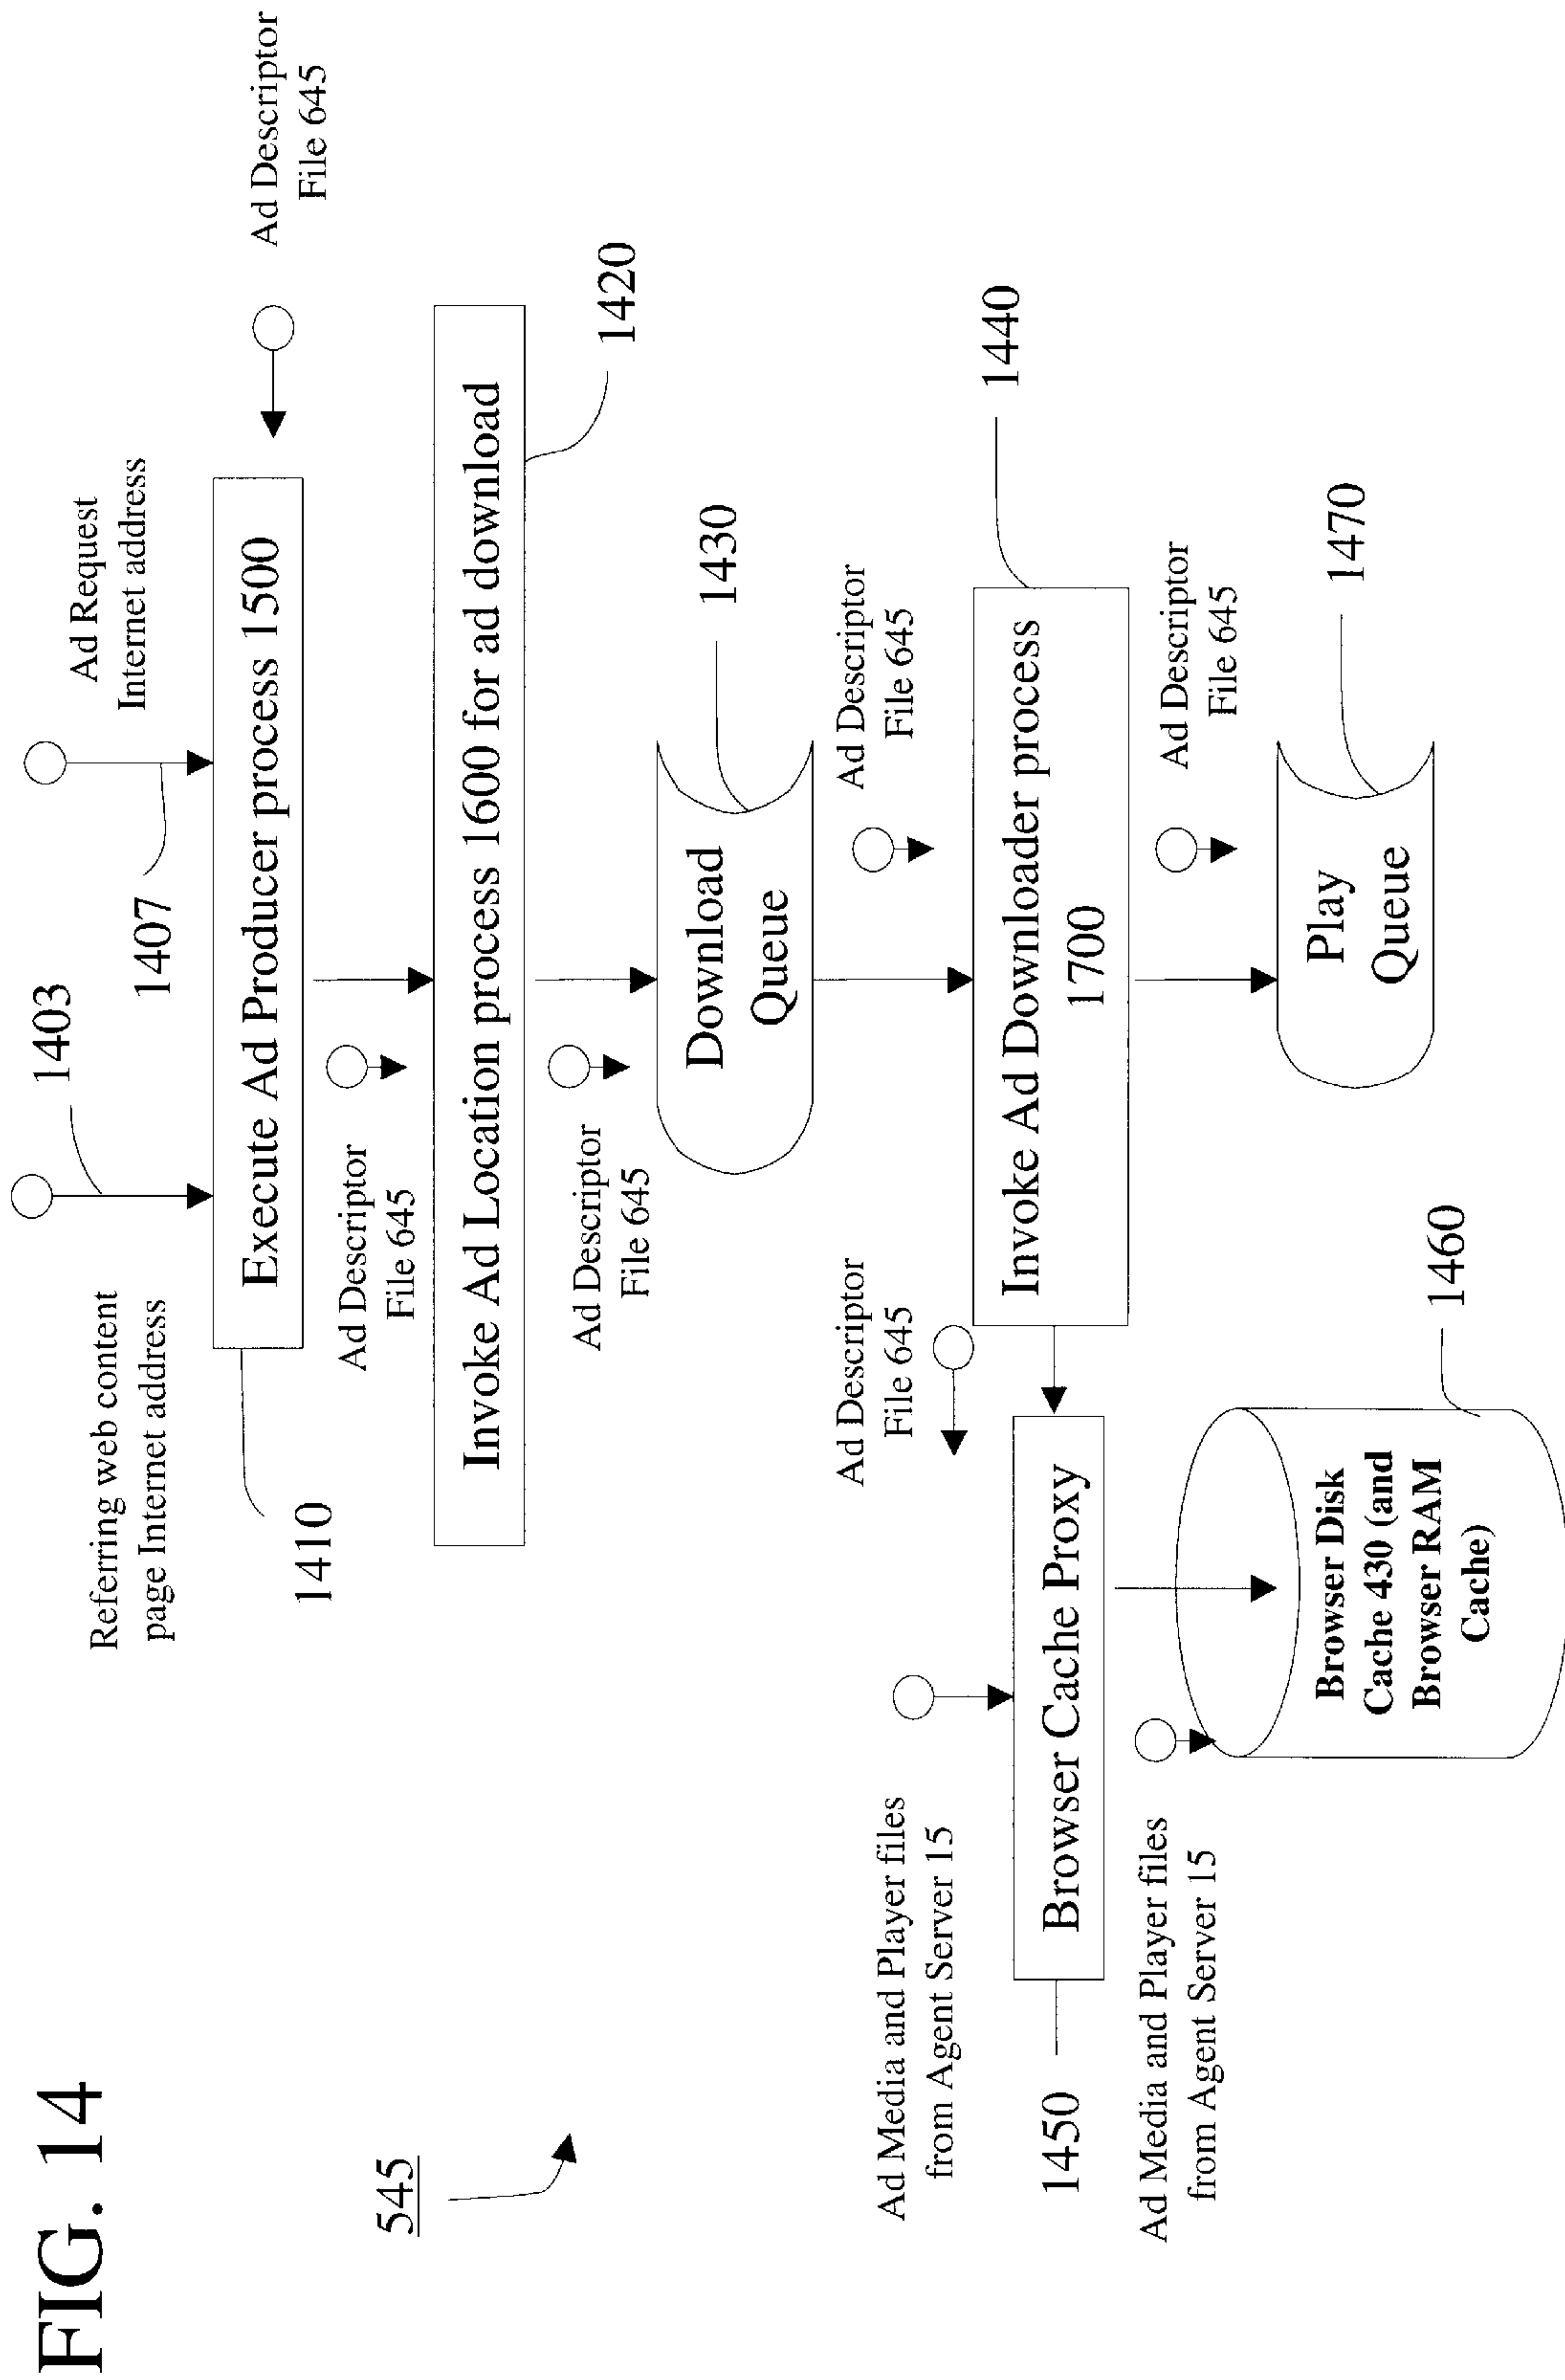 FIG. 14
545
Referring web content
page Internet address
1403
Ad Request
Internet address
1407
1410
Execute Ad Producer process 1500
Ad Descriptor
File 645
Ad Descriptor
File 645
Invoke Ad Location process 1600 for ad download
1420
Ad Descriptor
File 645
Download
Queue
1430
Ad Descriptor
File 645
Ad Descriptor
File 645
Invoke Ad Downloader process
1700
1440
Ad Media and Player files
from Agent Server 15
1450
Browser Cache Proxy
Ad Descriptor
File 645
Ad Media and Player files
from Agent Server 15
Browser Disk
Cache 430 (and
Browser RAM
Cache)
1460
Play
Queue
1470